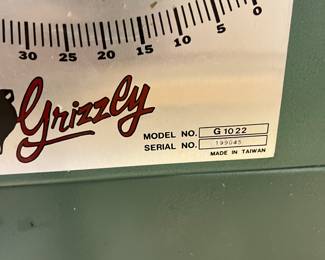 30 25 20 15 10 5 0
Grizzly
MODEL NO. G1022
SERIAL NO. 199045
MADE IN TAIWAN